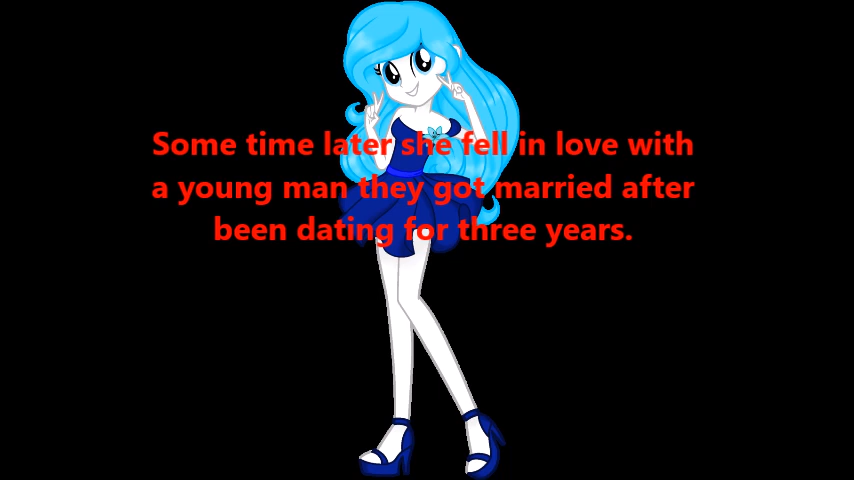 Some time later she fell in love with
a young man they got married after
been dating for three years.